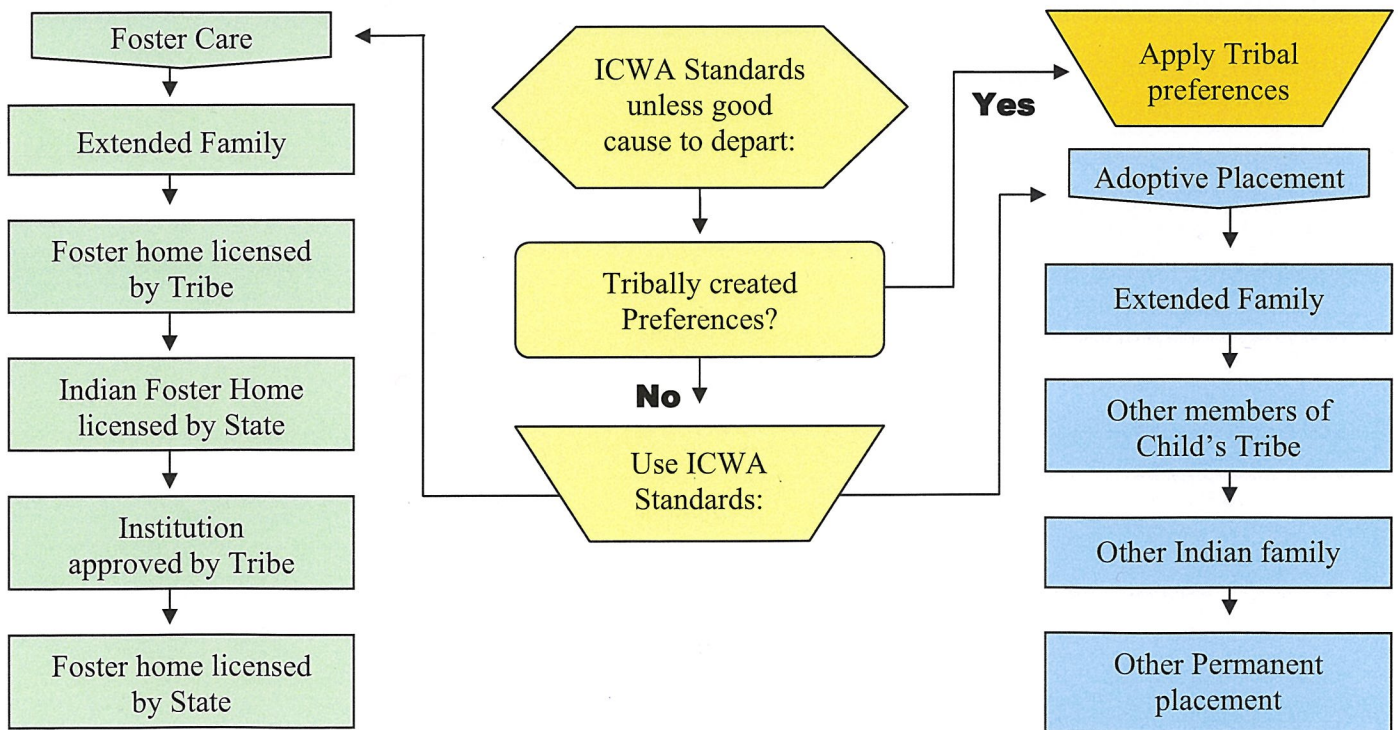 Foster Care
Extended Family
Foster home licensed
by Tribe
Indian Foster Home
licensed by State
Institution
approved by Tribe
Foster home licensed
by State
ICWA Standards
unless good
cause to depart:
Tribally created
Preferences?
Yes
No
Use ICWA
Standards:
Apply Tribal
preferences
Adoptive Placement
Extended Family
Other members of
Child's Tribe
Other Indian family
Other Permanent
placement